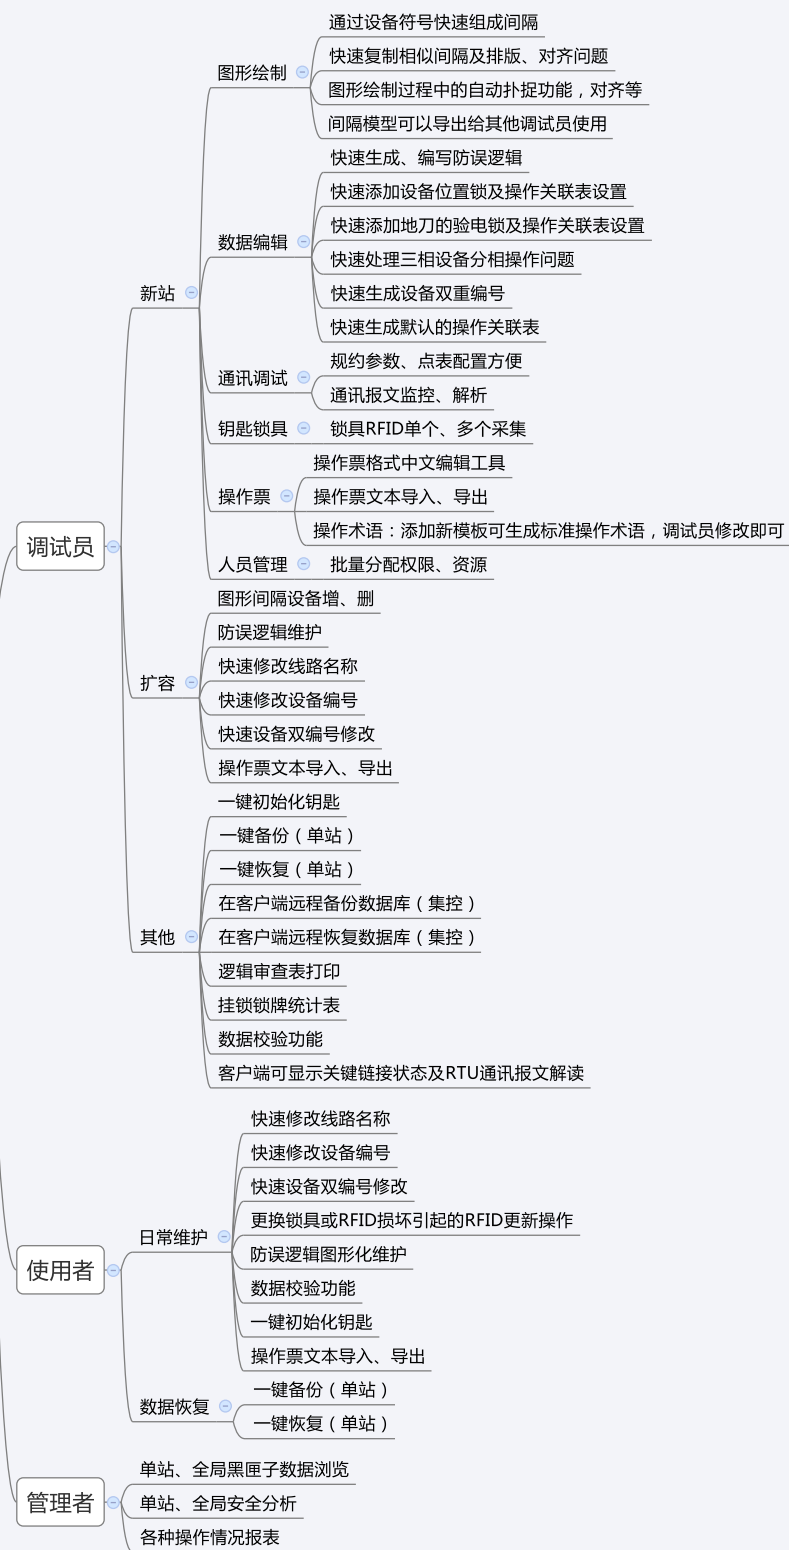 通过设备符号快速组成间隔
快速复制相似间隔及排版、对齐问题
图形绘制
图形绘制过程中的自动扑捉功能，对齐等
间隔模型可以导出给其他调试员使用
快速生成、编写防误逻辑
快速添加设备位置锁及操作关联表设置
快速添加地刀的验电锁及操作关联表设置
数据编辑
快速处理三相设备分相操作问题
快速生成设备双重编号
新站
快速生成默认的操作关联表
规约参数、点表配置方便
通讯调试
通讯报文监控、解析
钥匙锁具
锁具RFID单个、多个采集
操作票格式中文编辑工具
操作票
操作票文本导入、导出
操作术语：添加新模板可生成标准操作术语，调试员修改即可
调试员
人员管理
批量分配权限、资源
图形间隔设备增、删
防误逻辑维护
快速修改线路名称
扩容
快速修改设备编号
快速设备双编号修改
操作票文本导入、导出
一键初始化钥匙
一键备份（单站）
一键恢复（单站）
在客户端远程备份数据库（集控）
其他
在客户端远程恢复数据库（集控）
逻辑审查表打印
挂锁锁牌统计表
数据校验功能
客户端可显示关键链接状态及RTU通讯报文解读
快速修改线路名称
快速修改设备编号
快速设备双编号修改
更换锁具或RFID损坏引起的RFID更新操作
日常维护
防误逻辑图形化维护
使用者
数据校验功能
一键初始化钥匙
操作票文本导入、导出
一键备份（单站）
数据恢复
一键恢复（单站）
单站、全局黑匣子数据浏览
管理者
单站、全局安全分析
各种操作情况报表